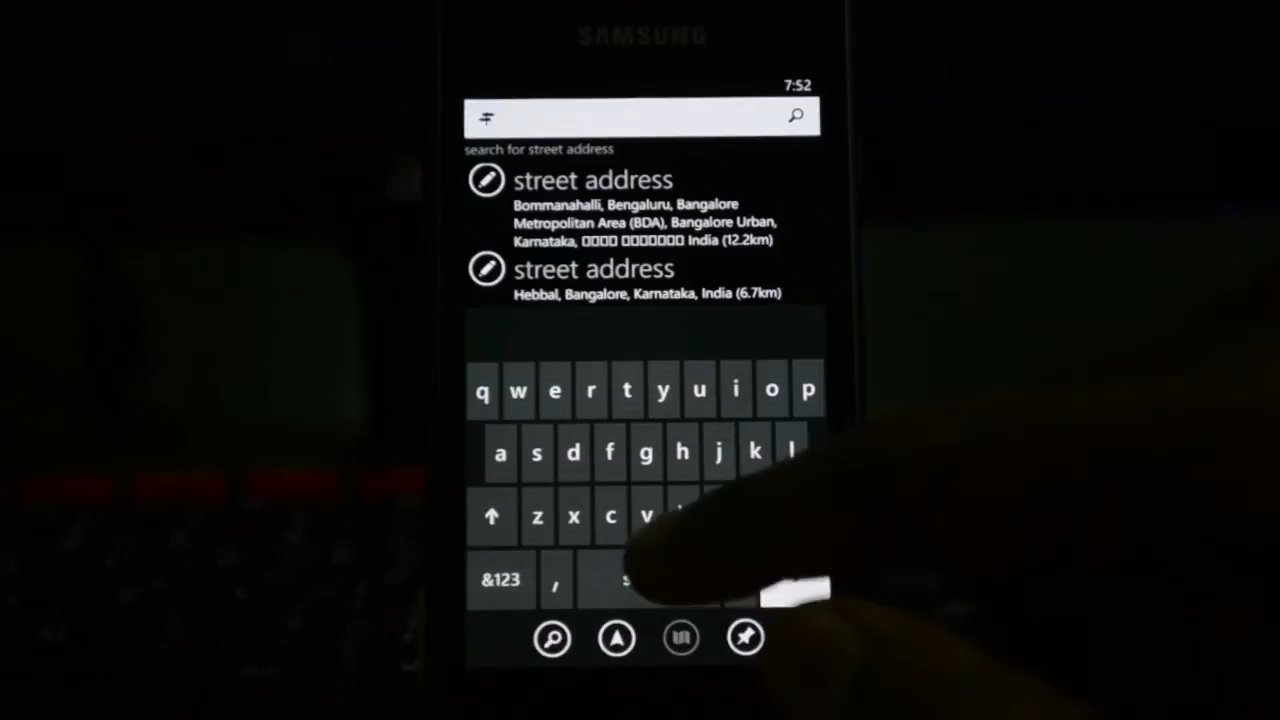 SAMSUNG
7:52
search for street address
street address
Bommanahalli, Bengaluru, Bangalore
Metropolitan Area (BDA), Bangalore Urban,
Karnataka, India (12.2km)
street address
Hebbal, Bangalore, Karnataka, India (6.7km)
q w e r t y u i o p
a s d f g h j k l
z x c v
&123 ,